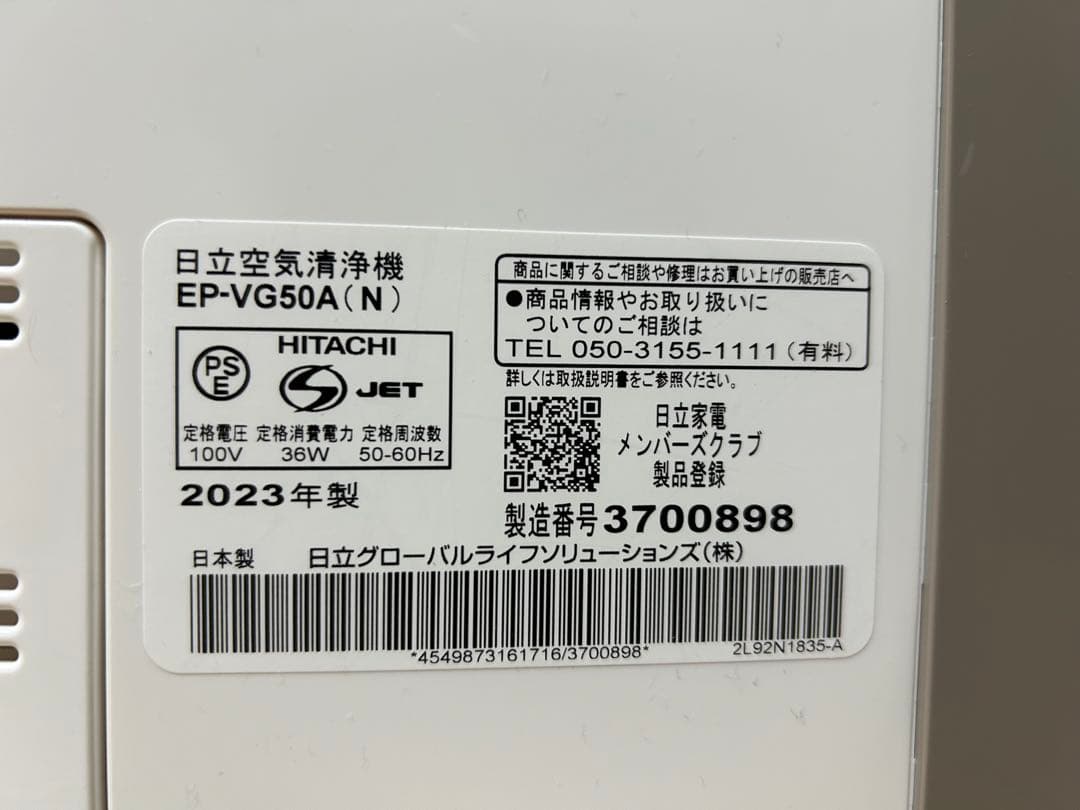 日立空気清浄機
EP-VG50A(N)
PSE
HITACHI
JET
定格電圧 定格消費電力 定格周波数
100V 36W 50-60Hz
2023年製
商品に関するご相談や修理はお買い上げの販売店へ
●商品情報やお取り扱いに
ついてのご相談は
TEL 050-3155-1111(有料)
詳しくは取扱説明書をご参照ください。
日立家電
メンバーズクラブ
製品登録
製造番号3700898
日本製 日立グローバルライフソリューションズ(株)
*4549873161716/3700898*
2L92N1835-A